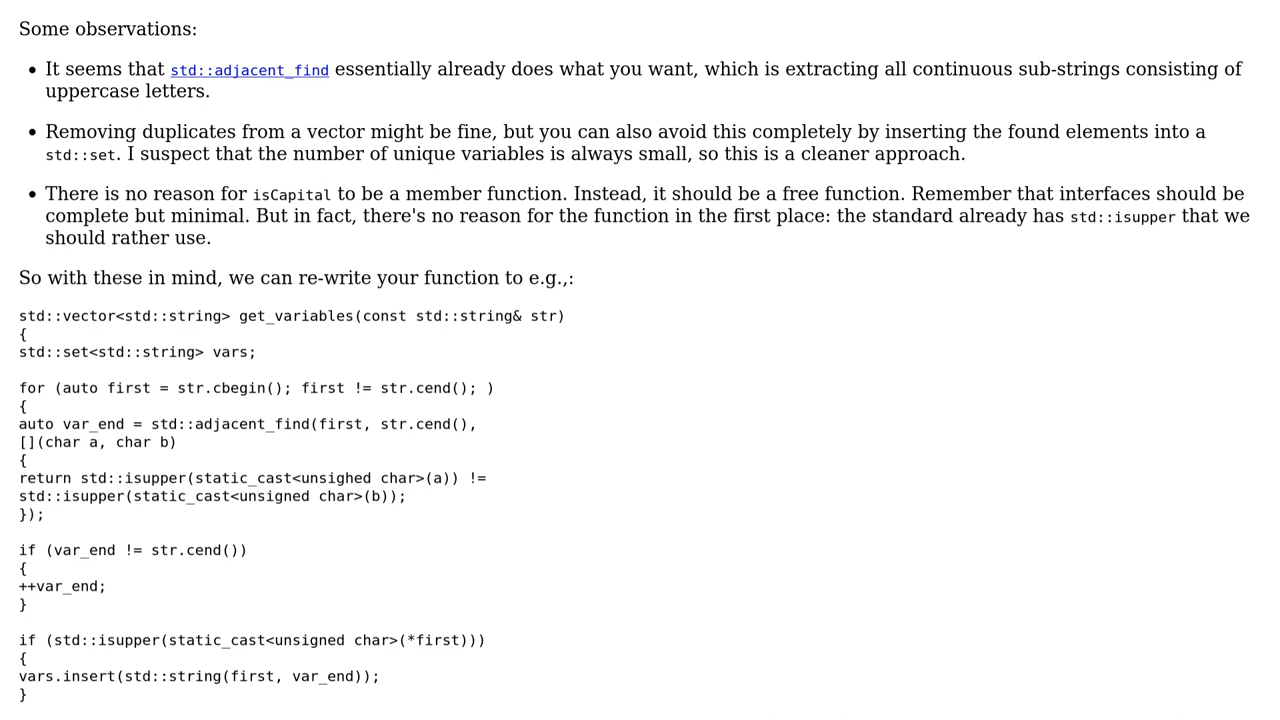 Some observations:
• It seems that std::adjacent_find essentially already does what you want, which is extracting all continuous sub-strings consisting of
uppercase letters.
• Removing duplicates from a vector might be fine, but you can also avoid this completely by inserting the found elements into a
std::set. I suspect that the number of unique variables is always small, so this is a cleaner approach.
• There is no reason for isCapital to be a member function. Instead, it should be a free function. Remember that interfaces should be
complete but minimal. But in fact, there's no reason for the function in the first place: the standard already has std::isupper that we
should rather use.
So with these in mind, we can re-write your function to e.g.,:
std::vector<std::string> get_variables(const std::string& str)
{
std::set<std::string> vars;
for (auto first = str.cbegin(); first != str.cend(); )
{
auto var_end = std::adjacent_find(first, str.cend(),
[](char a, char b)
{
return std::isupper(static_cast<unsighed char>(a)) !=
std::isupper(static_cast<unsigned char>(b));
});
if (var_end != str.cend())
{
++var_end;
}
if (std::isupper(static_cast<unsigned char>(*first)))
{
vars.insert(std::string(first, var_end));
}